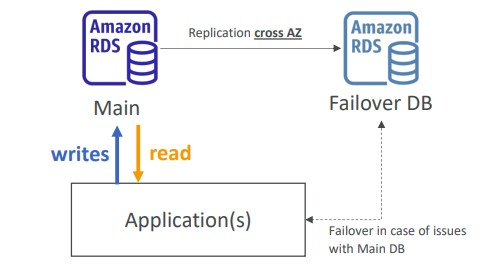 Amazon
RDS
Replication cross AZ
Amazon
RDS
Main
Failover DB
writes
read
Application(s)
Failover in case of issues
with Main DB